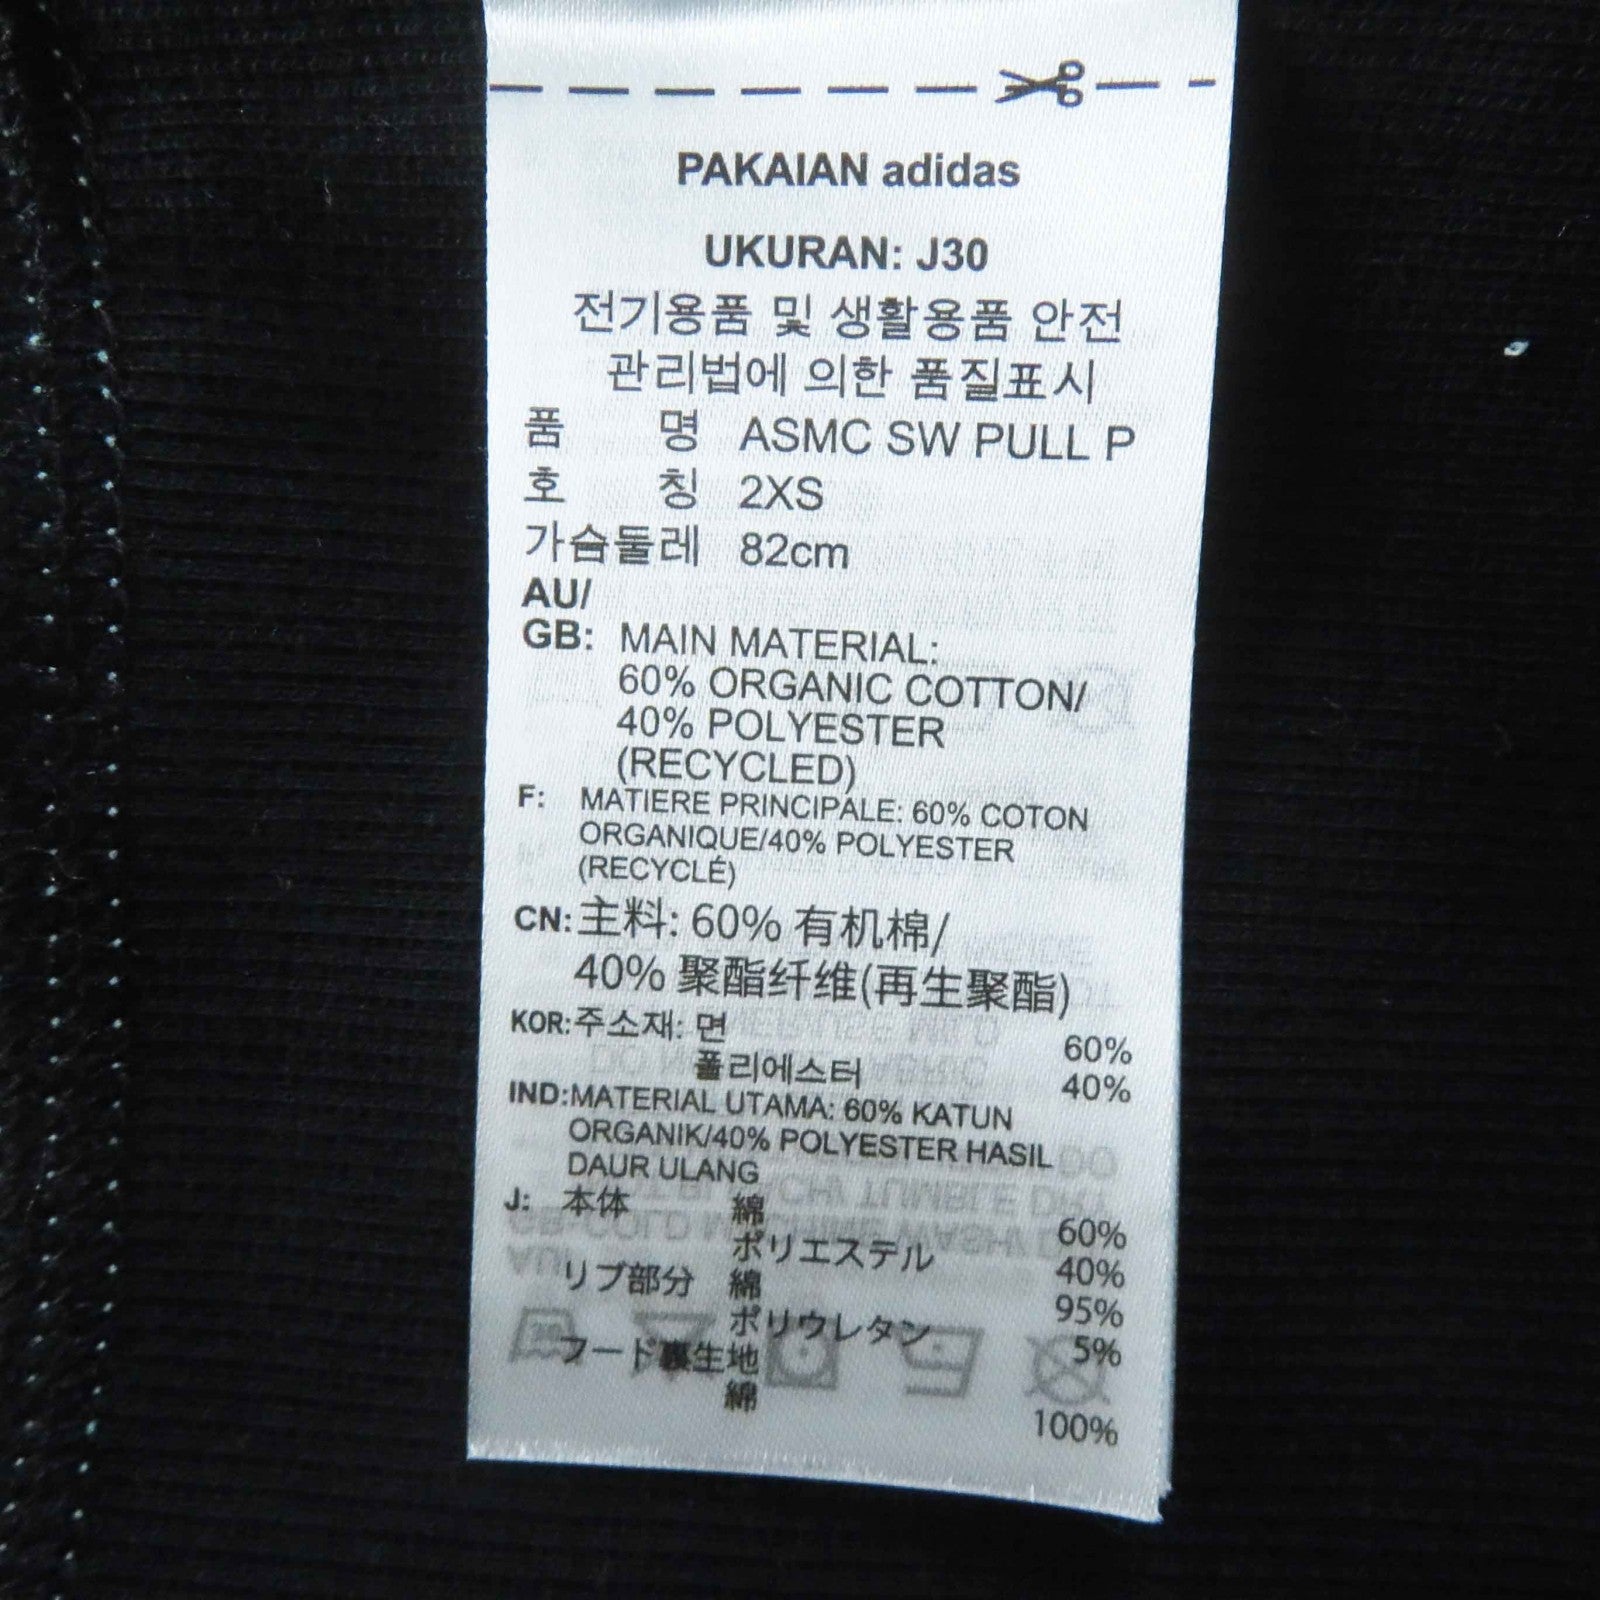 PAKAIAN adidas
UKURAN: J30
전기용품 및 생활용품 안전
관리법에 의한 품질표시
품 명 ASMC SW PULL P
호 칭 2XS
가슴둘레 82cm
AU/
GB: MAIN MATERIAL:
60% ORGANIC COTTON/
40% POLYESTER
(RECYCLED)
F: MATIERE PRINCIPALE: 60% COTON
ORGANIQUE/40% POLYESTER
(RECYCLÉ)
CN: 主料: 60% 有机棉/
40% 聚酯纤维(再生聚酯)
KOR: 주소재: 면 60%
폴리에스터 40%
IND: MATERIAL UTAMA: 60% KATUN
ORGANIK/40% POLYESTER HASIL
DAUR ULANG
J: 本体 綿 60%
ポリエステル 40%
リブ部分 綿 95%
ポリウレタン 5%
フード裏生地
綿 100%